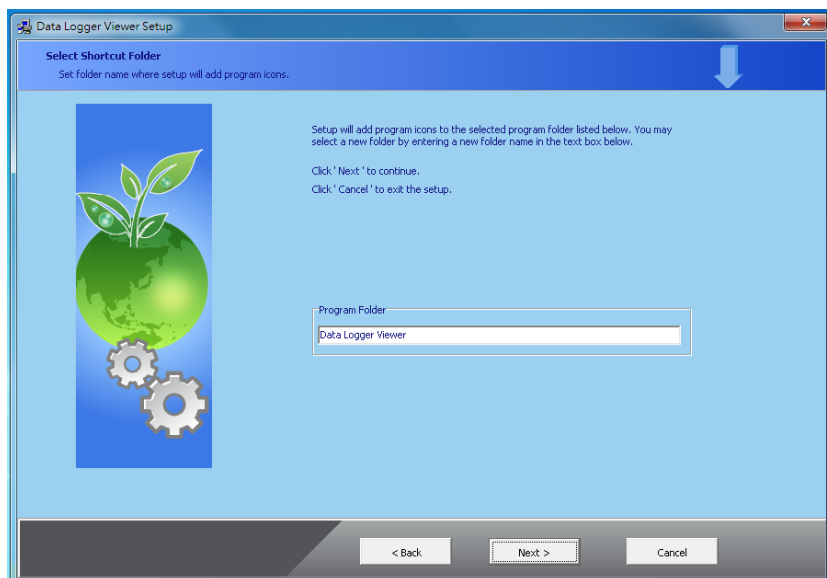 Data Logger Viewer Setup
Select Shortcut Folder
Set folder name where setup will add program icons.
Setup will add program icons to the selected program folder listed below. You may
select a new folder by entering a new folder name in the text box below.
Click ' Next ' to continue.
Click ' Cancel ' to exit the setup.
Program Folder
Data Logger Viewer
< Back
Next >
Cancel